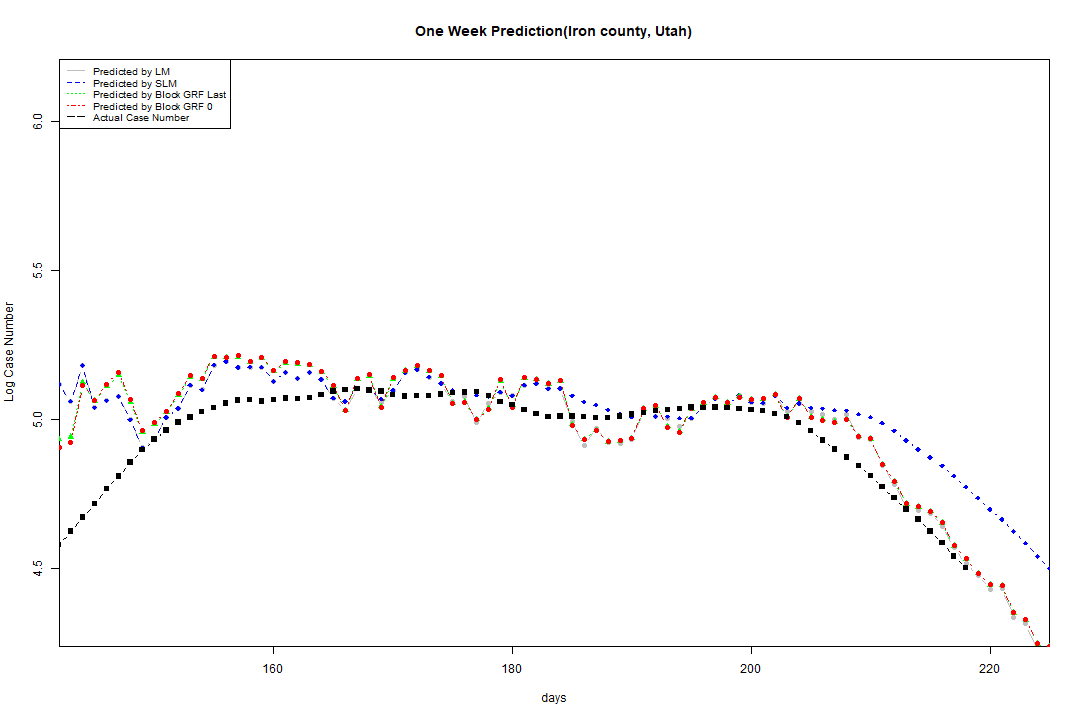 One Week Prediction(Iron county, Utah)
Predicted by LM
Predicted by SLM
Predicted by Block GRF Last
Predicted by Block GRF 0
Actual Case Number
6.0
5.5
5.0
4.5
Log Case Number
160 180 200 220
days